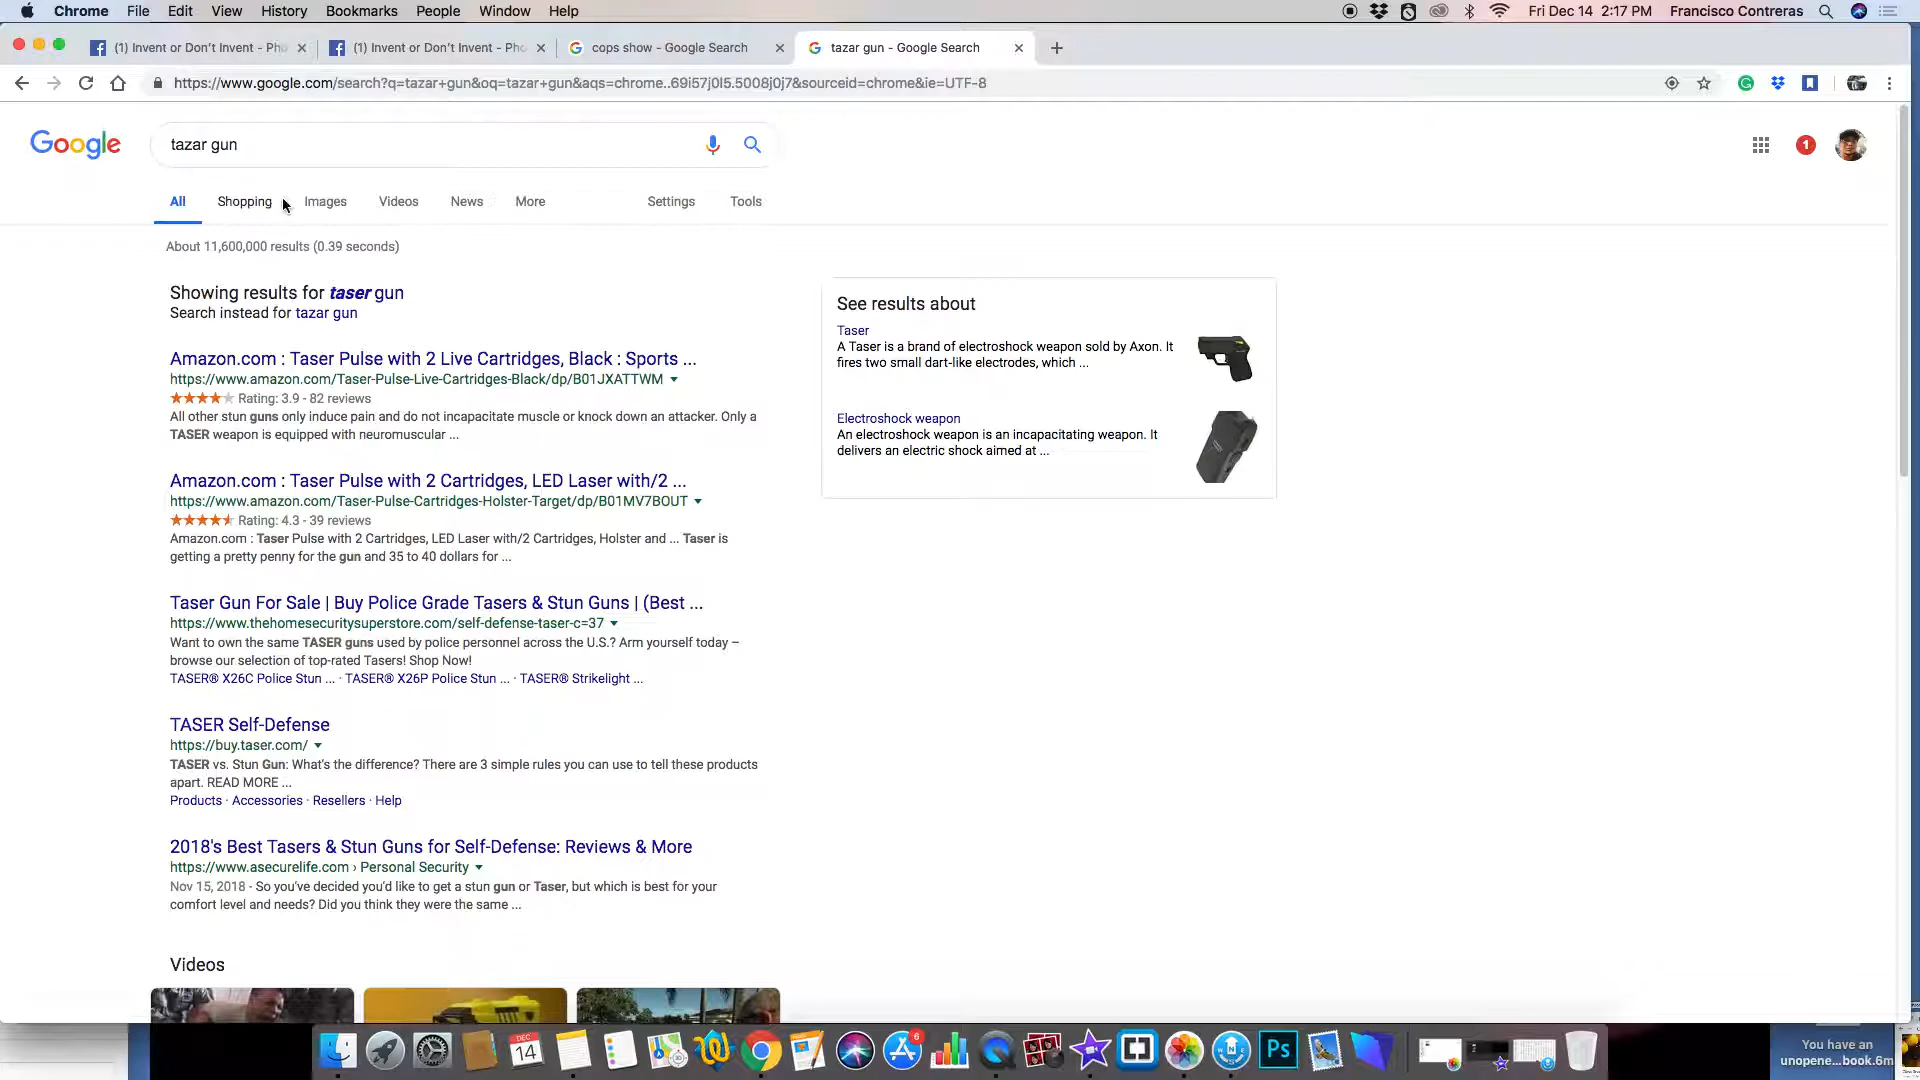 Chrome File Edit View History Bookmarks People Window Help
Fri Dec 14 2:17 PM Francisco Contreras
(1) Invent or Don't Invent - Pho
(1) Invent or Don't Invent - Pho
cops show - Google Search
tazar gun - Google Search
https://www.google.com/search?q=tazar+gun&oq=tazar+gun&aqs=chrome..69i57j0l5.5008j0j7&sourceid=chrome&ie=UTF-8
Google
tazar gun
1
All Shopping Images Videos News More Settings Tools
About 11,600,000 results (0.39 seconds)
Showing results for taser gun
Search instead for tazar gun
Amazon.com : Taser Pulse with 2 Live Cartridges, Black : Sports ...
https://www.amazon.com/Taser-Pulse-Live-Cartridges-Black/dp/B01JXATTWM
Rating: 3.9 - 82 reviews
All other stun guns only induce pain and do not incapacitate muscle or knock down an attacker. Only a
TASER weapon is equipped with neuromuscular ...
Amazon.com : Taser Pulse with 2 Cartridges, LED Laser with/2 ...
https://www.amazon.com/Taser-Pulse-Cartridges-Holster-Target/dp/B01MV7BOUT
Rating: 4.3 - 39 reviews
Amazon.com : Taser Pulse with 2 Cartridges, LED Laser with/2 Cartridges, Holster and ... Taser is
getting a pretty penny for the gun and 35 to 40 dollars for ...
Taser Gun For Sale | Buy Police Grade Tasers & Stun Guns | (Best ...
https://www.thehomesecuritysuperstore.com/self-defense-taser-c=37
Want to own the same TASER guns used by police personnel across the U.S.? Arm yourself today –
browse our selection of top-rated Tasers! Shop Now!
TASER® X26C Police Stun ... · TASER® X26P Police Stun ... · TASER® Strikelight ...
TASER Self-Defense
https://buy.taser.com/
TASER vs. Stun Gun: What's the difference? There are 3 simple rules you can use to tell these products
apart. READ MORE ...
Products · Accessories · Resellers · Help
2018's Best Tasers & Stun Guns for Self-Defense: Reviews & More
https://www.asecurelife.com › Personal Security
Nov 15, 2018 - So you've decided you'd like to get a stun gun or Taser, but which is best for your
comfort level and needs? Did you think they were the same ...
Videos
See results about
Taser
A Taser is a brand of electroshock weapon sold by Axon. It
fires two small dart-like electrodes, which ...
Electroshock weapon
An electroshock weapon is an incapacitating weapon. It
delivers an electric shock aimed at ...
DEC
14
6
Ps
You have an
unopene...book.6m